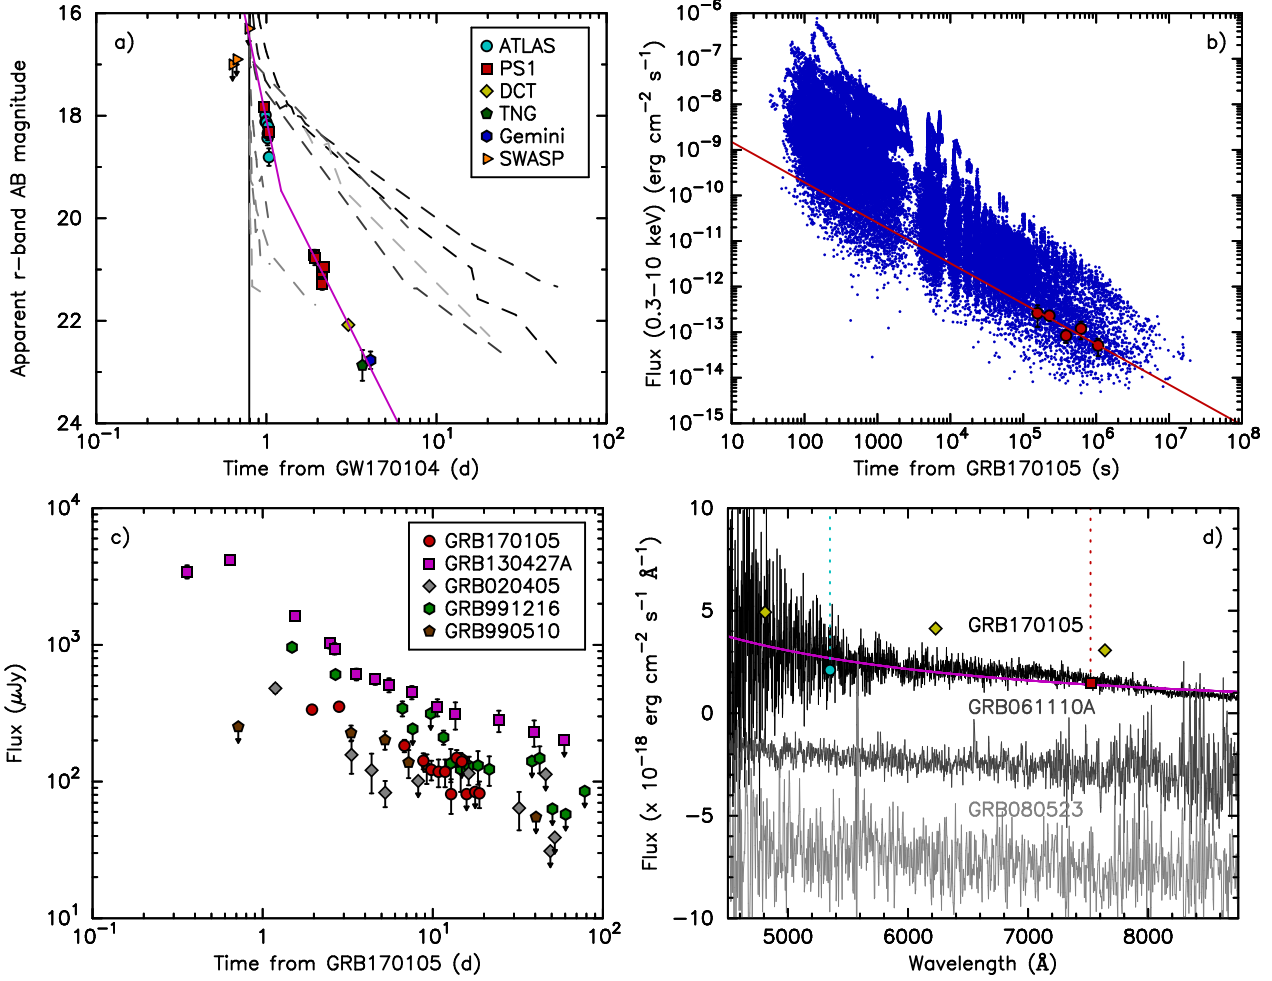 a)
16
18
20
22
24
Apparent r−band AB magnitude
ATLAS
PS1
DCT
TNG
Gemini
SWASP
10⁻¹
1
10¹
10²
Time from GW170104 (d)
b)
10⁻⁶
10⁻⁷
10⁻⁸
10⁻⁹
10⁻¹⁰
10⁻¹¹
10⁻¹²
10⁻¹³
10⁻¹⁴
10⁻¹⁵
Flux (0.3−10 keV) (erg cm⁻² s⁻¹)
10
100
1000
10⁴
10⁵
10⁶
10⁷
10⁸
Time from GRB170105 (s)
c)
10⁴
10³
10²
10¹
Flux (μJy)
GRB170105
GRB130427A
GRB020405
GRB991216
GRB990510
10⁻¹
1
10¹
10²
Time from GRB170105 (d)
d)
10
5
0
−5
−10
Flux (x 10⁻¹⁸ erg cm⁻² s⁻¹ Å⁻¹)
GRB170105
GRB061110A
GRB080523
5000
6000
7000
8000
Wavelength (Å)